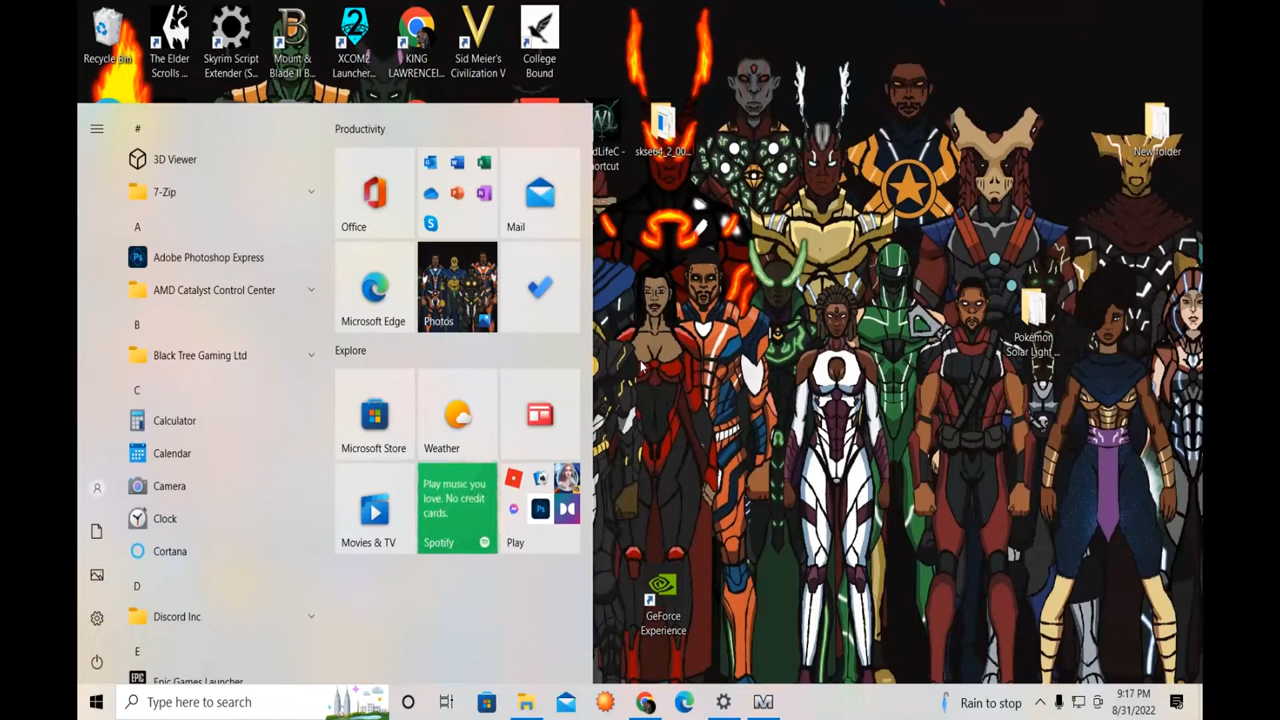 Recycle Bin
The Elder
Scrolls ...
Skyrim Script
Extender (S...
Mount &
Blade II B...
XCOM2
Launcher...
KING
LAWRENCEI...
Sid Meier's
Civilization V
College
Bound
#
3D Viewer
7-Zip
A
Adobe Photoshop Express
AMD Catalyst Control Center
B
Black Tree Gaming Ltd
C
Calculator
Calendar
Camera
Clock
Cortana
D
Discord Inc
E
Epic Games Launcher
Productivity
Office
Mail
Microsoft Edge
Photos
Explore
Microsoft Store
Weather
Movies & TV
Play music you
love. No credit
cards.
Spotify
Play
dLifeC -
ortcut
skse64_2_00...
New folder
Pokémon
Solar Light ...
GeForce
Experience
Type here to search
Rain to stop
9:17 PM
8/31/2022